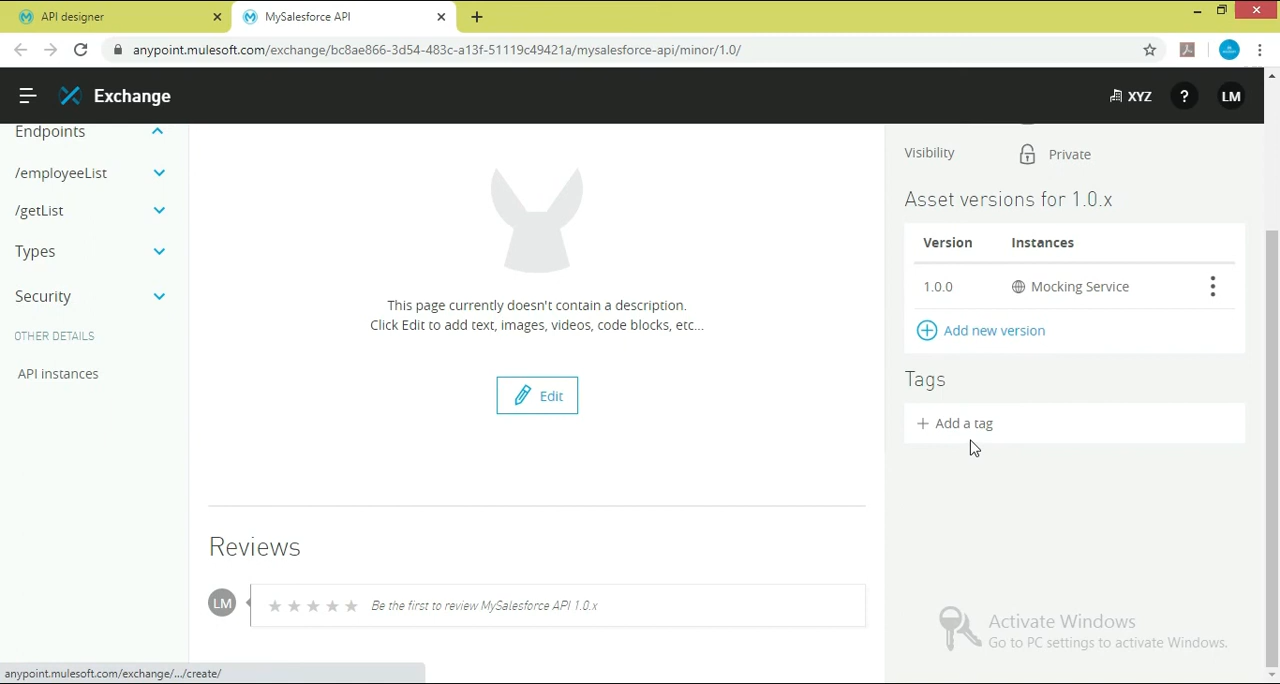 API designer
MySalesforce API
anypoint.mulesoft.com/exchange/bc8ae866-3d54-483c-a13f-51119c49421a/mysalesforce-api/minor/1.0/
Exchange
XYZ
?
LM
Endpoints
/employeeList
/getList
Types
Security
OTHER DETAILS
API instances
This page currently doesn't contain a description.
Click Edit to add text, images, videos, code blocks, etc...
Edit
Reviews
LM
Be the first to review MySalesforce API 1.0.x
Visibility
Private
Asset versions for 1.0.x
Version Instances
1.0.0 Mocking Service
Add new version
Tags
+ Add a tag
Activate Windows
Go to PC settings to activate Windows.
anypoint.mulesoft.com/exchange/.../create/